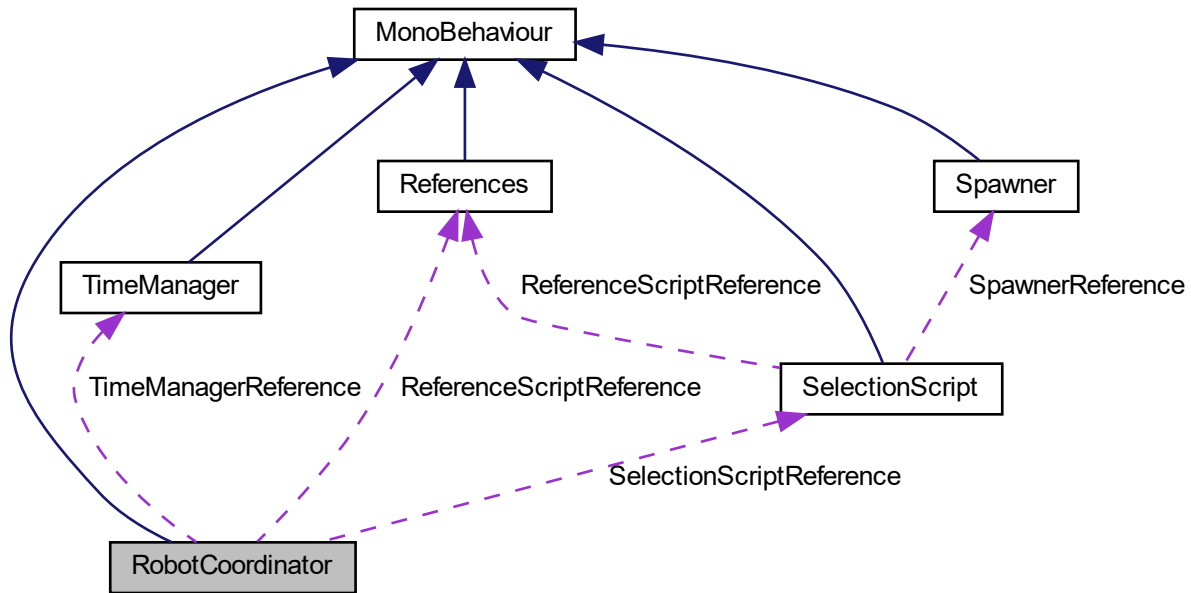 MonoBehaviour
References
Spawner
TimeManager
ReferenceScriptReference
SpawnerReference
TimeManagerReference
ReferenceScriptReference
SelectionScript
SelectionScriptReference
RobotCoordinator